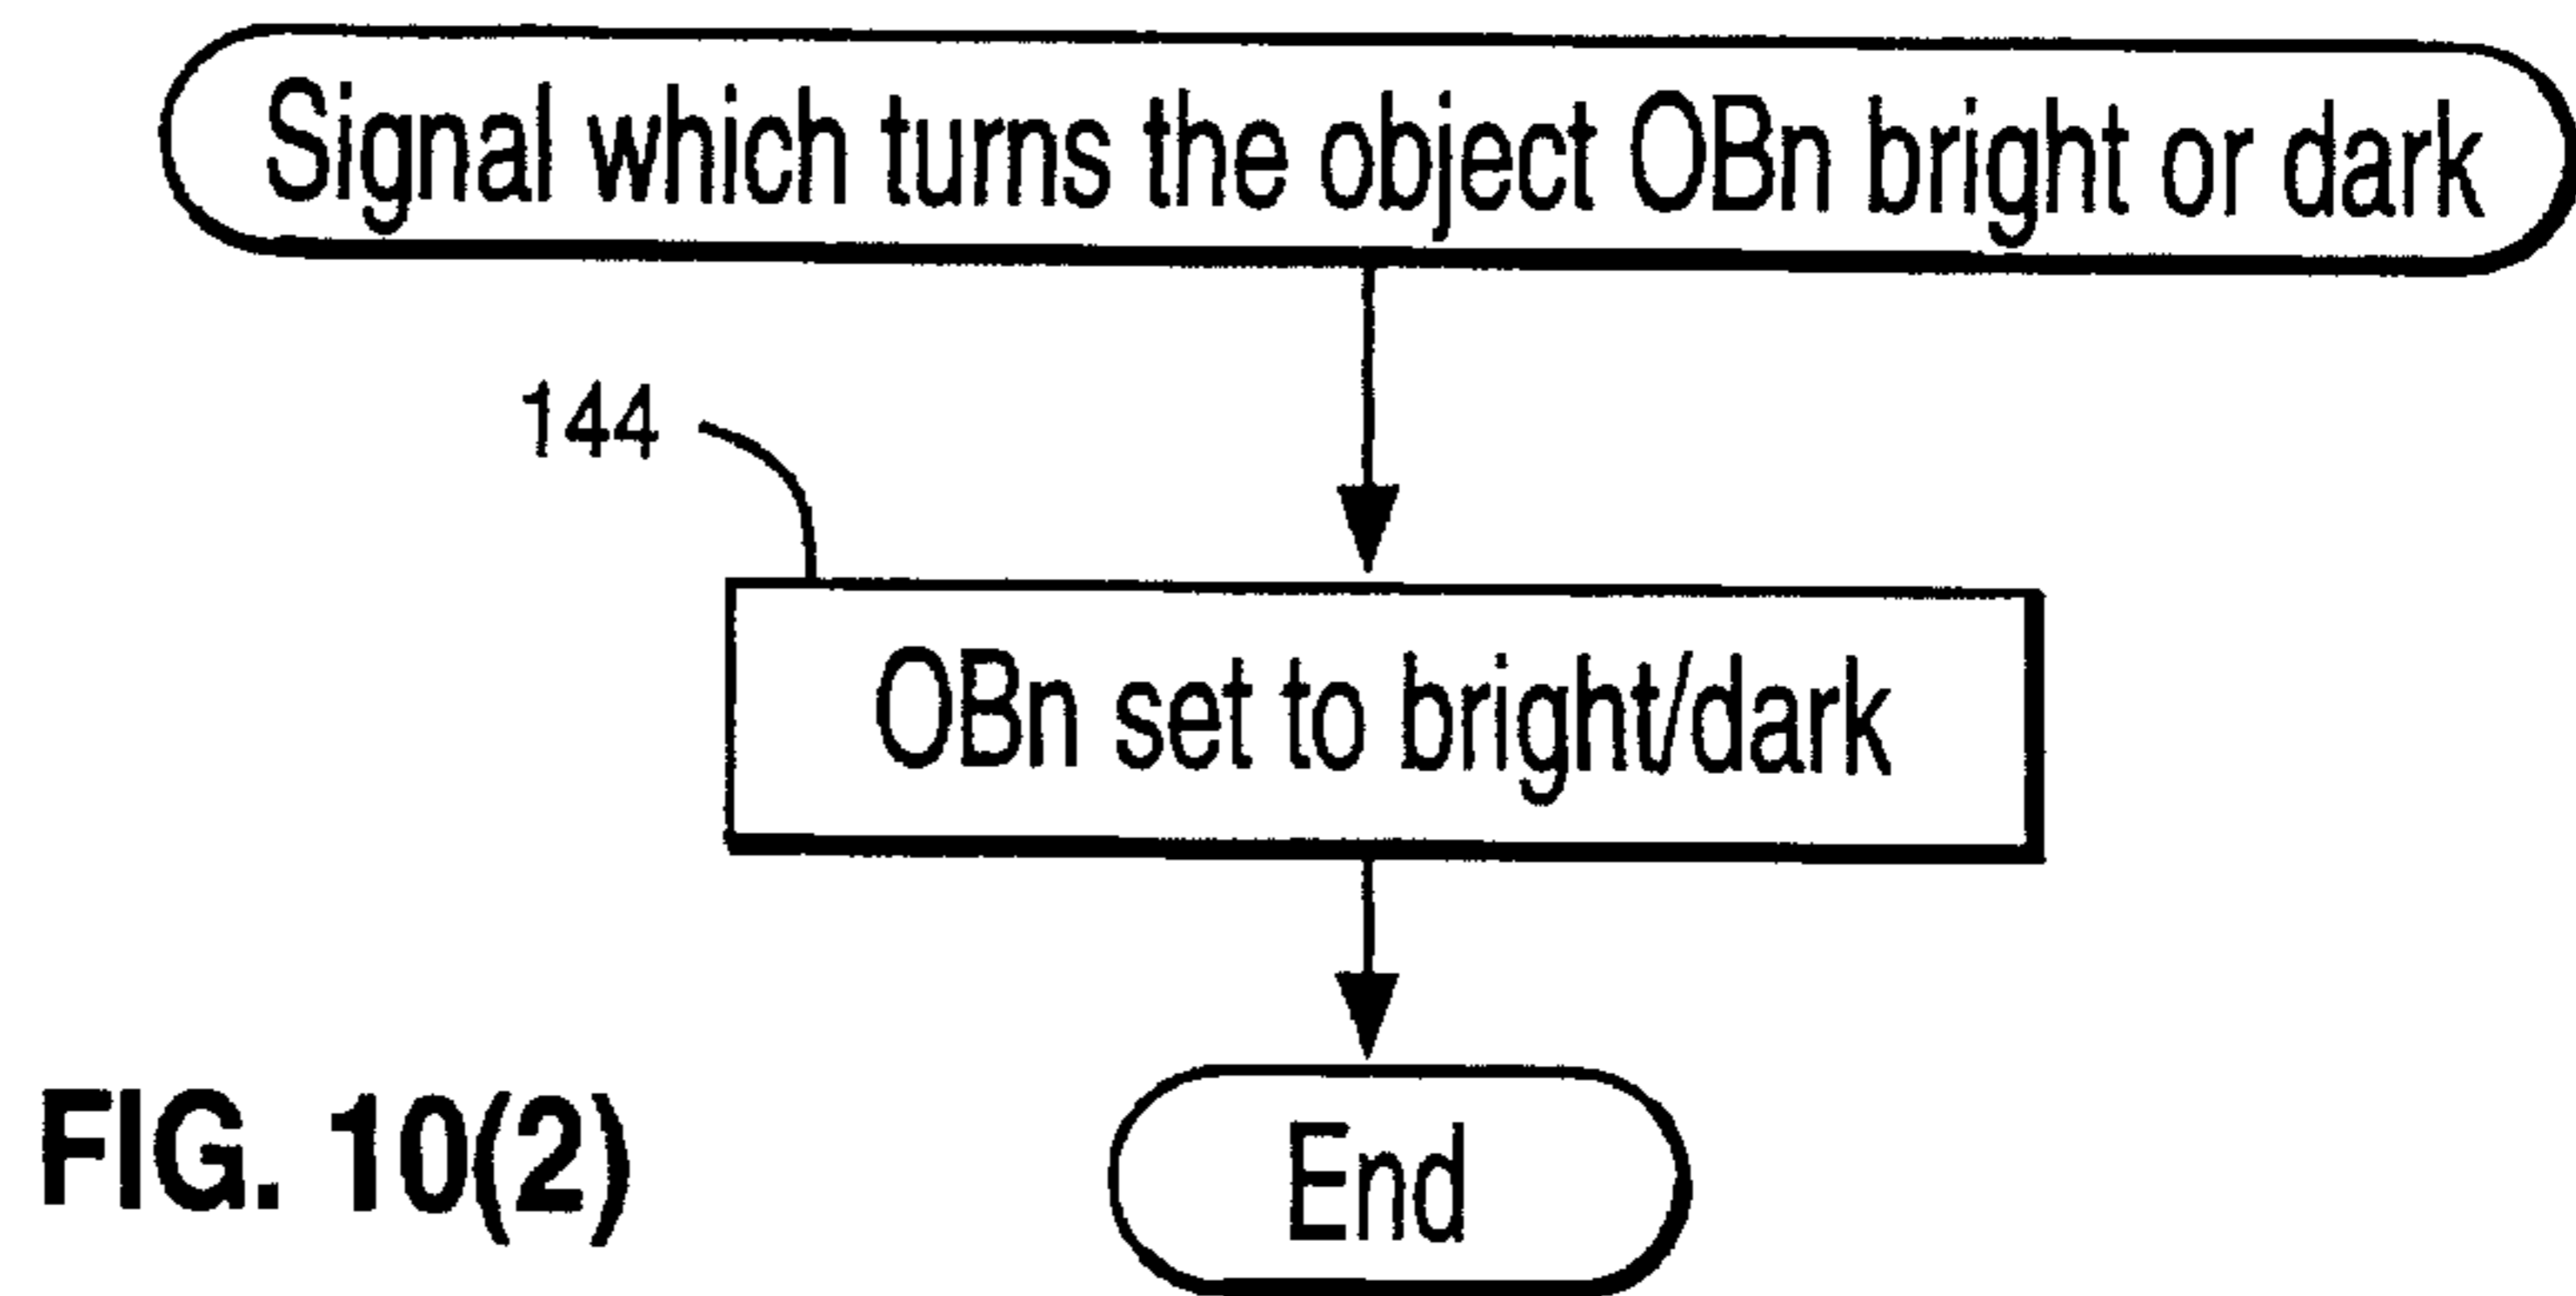 Signal which turns the object OBn bright or dark
144
OBn set to bright/dark
End
FIG. 10(2)